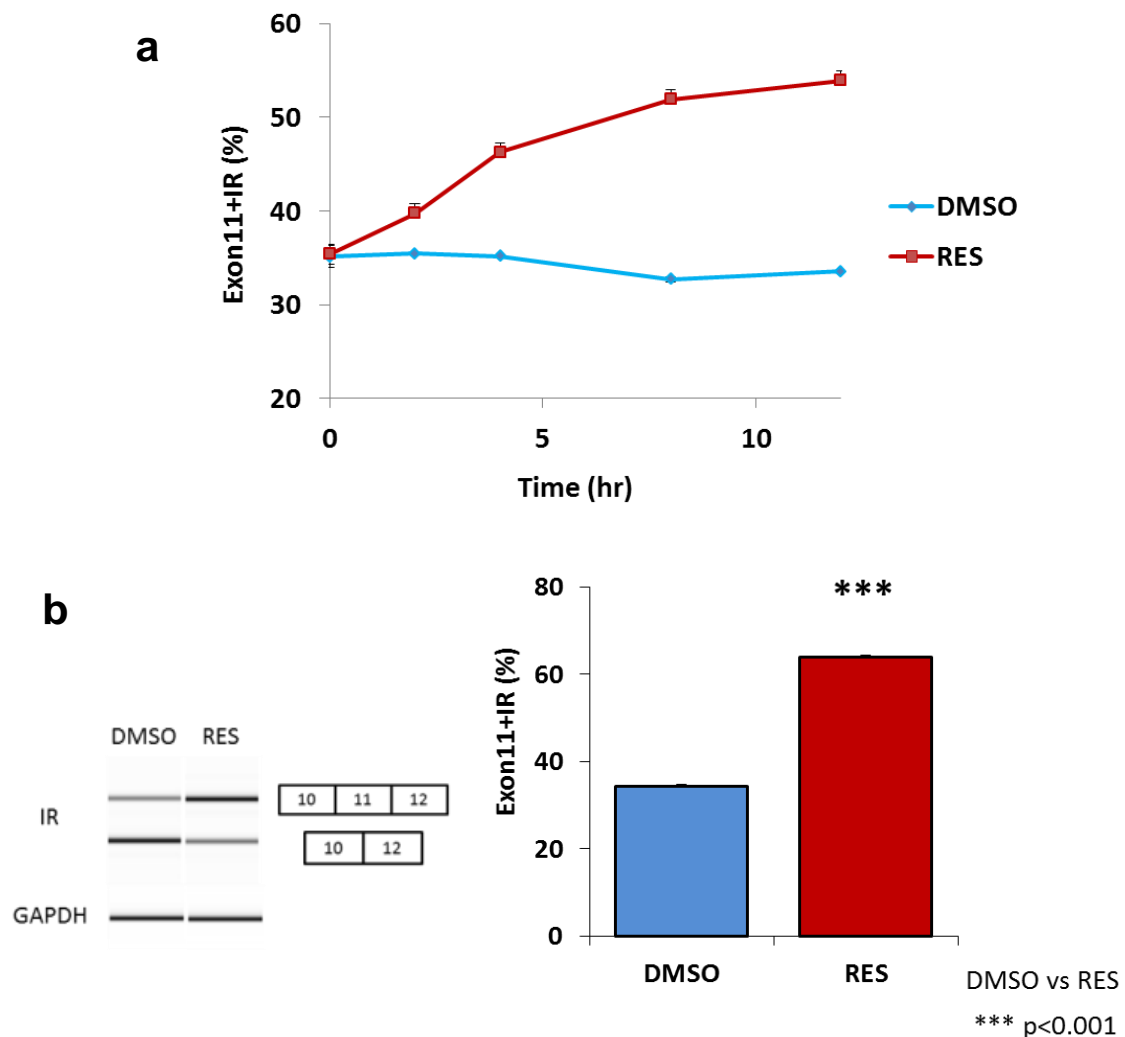 a
60
50
40
30
20
Exon11+IR (%)
0 5 10
Time (hr)
DMSO
RES
b
DMSO RES
IR
GAPDH
10 11 12
10 12
80
60
40
20
0
Exon11+IR (%)
***
DMSO RES
DMSO vs RES
*** p<0.001